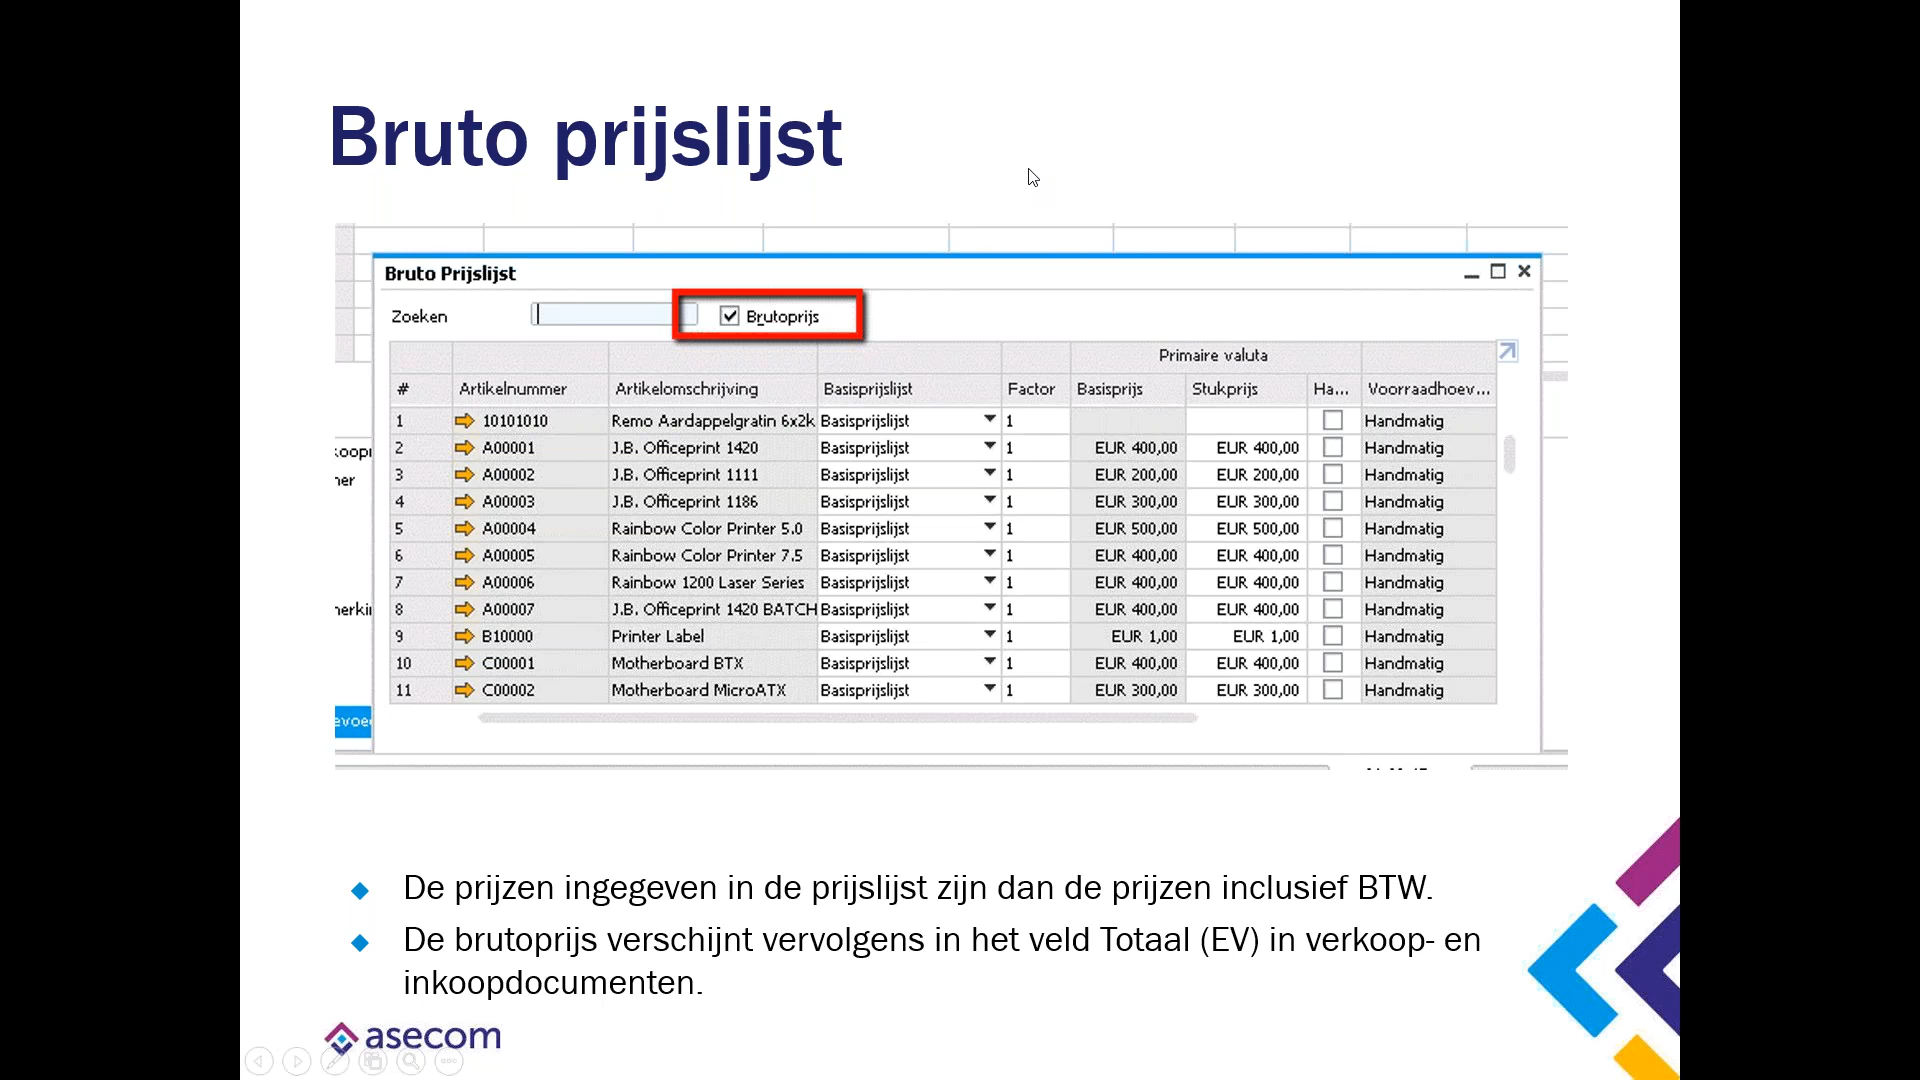 Bruto prijslijst
Bruto Prijslijst
Zoeken
Brutoprijs
Primaire valuta
# Artikelnummer Artikelomschrijving Basisprijslijst Factor Basisprijs Stukprijs Ha... Voorraadhoev...
1 10101010 Remo Aardappelgratin 6x2k Basisprijslijst 1 Handmatig
2 A00001 J.B. Officeprint 1420 Basisprijslijst 1 EUR 400,00 EUR 400,00 Handmatig
3 A00002 J.B. Officeprint 1111 Basisprijslijst 1 EUR 200,00 EUR 200,00 Handmatig
4 A00003 J.B. Officeprint 1186 Basisprijslijst 1 EUR 300,00 EUR 300,00 Handmatig
5 A00004 Rainbow Color Printer 5.0 Basisprijslijst 1 EUR 500,00 EUR 500,00 Handmatig
6 A00005 Rainbow Color Printer 7.5 Basisprijslijst 1 EUR 400,00 EUR 400,00 Handmatig
7 A00006 Rainbow 1200 Laser Series Basisprijslijst 1 EUR 400,00 EUR 400,00 Handmatig
8 A00007 J.B. Officeprint 1420 BATCH Basisprijslijst 1 EUR 400,00 EUR 400,00 Handmatig
9 B10000 Printer Label Basisprijslijst 1 EUR 1,00 EUR 1,00 Handmatig
10 C00001 Motherboard BTX Basisprijslijst 1 EUR 400,00 EUR 400,00 Handmatig
11 C00002 Motherboard MicroATX Basisprijslijst 1 EUR 300,00 EUR 300,00 Handmatig
De prijzen ingegeven in de prijslijst zijn dan de prijzen inclusief BTW.
De brutoprijs verschijnt vervolgens in het veld Totaal (EV) in verkoop- en
inkoopdocumenten.
asecom